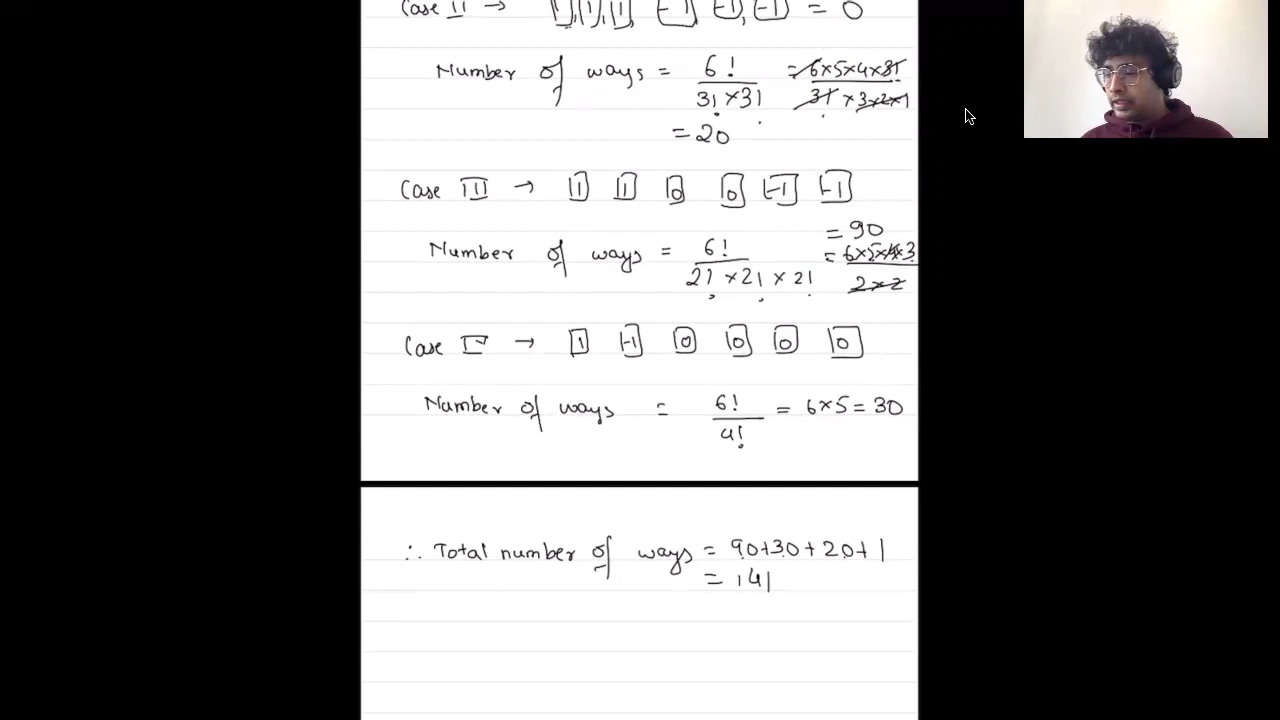 Case II → 1, 1, 1, -1, -1, -1 = 0
Number of ways = 6!/(3! × 3!) = 6×5×4×3!/(3! × 3×2×1)
= 20
Case III → 1 1 0 0 -1 -1
= 90
Number of ways = 6!/(2! × 2! × 2!) = 6×5×4×3/(2×2)
Case IV → 1 -1 0 0 0 0
Number of ways = 6!/4! = 6×5 = 30
∴ Total number of ways = 90+30+20+1
= 141